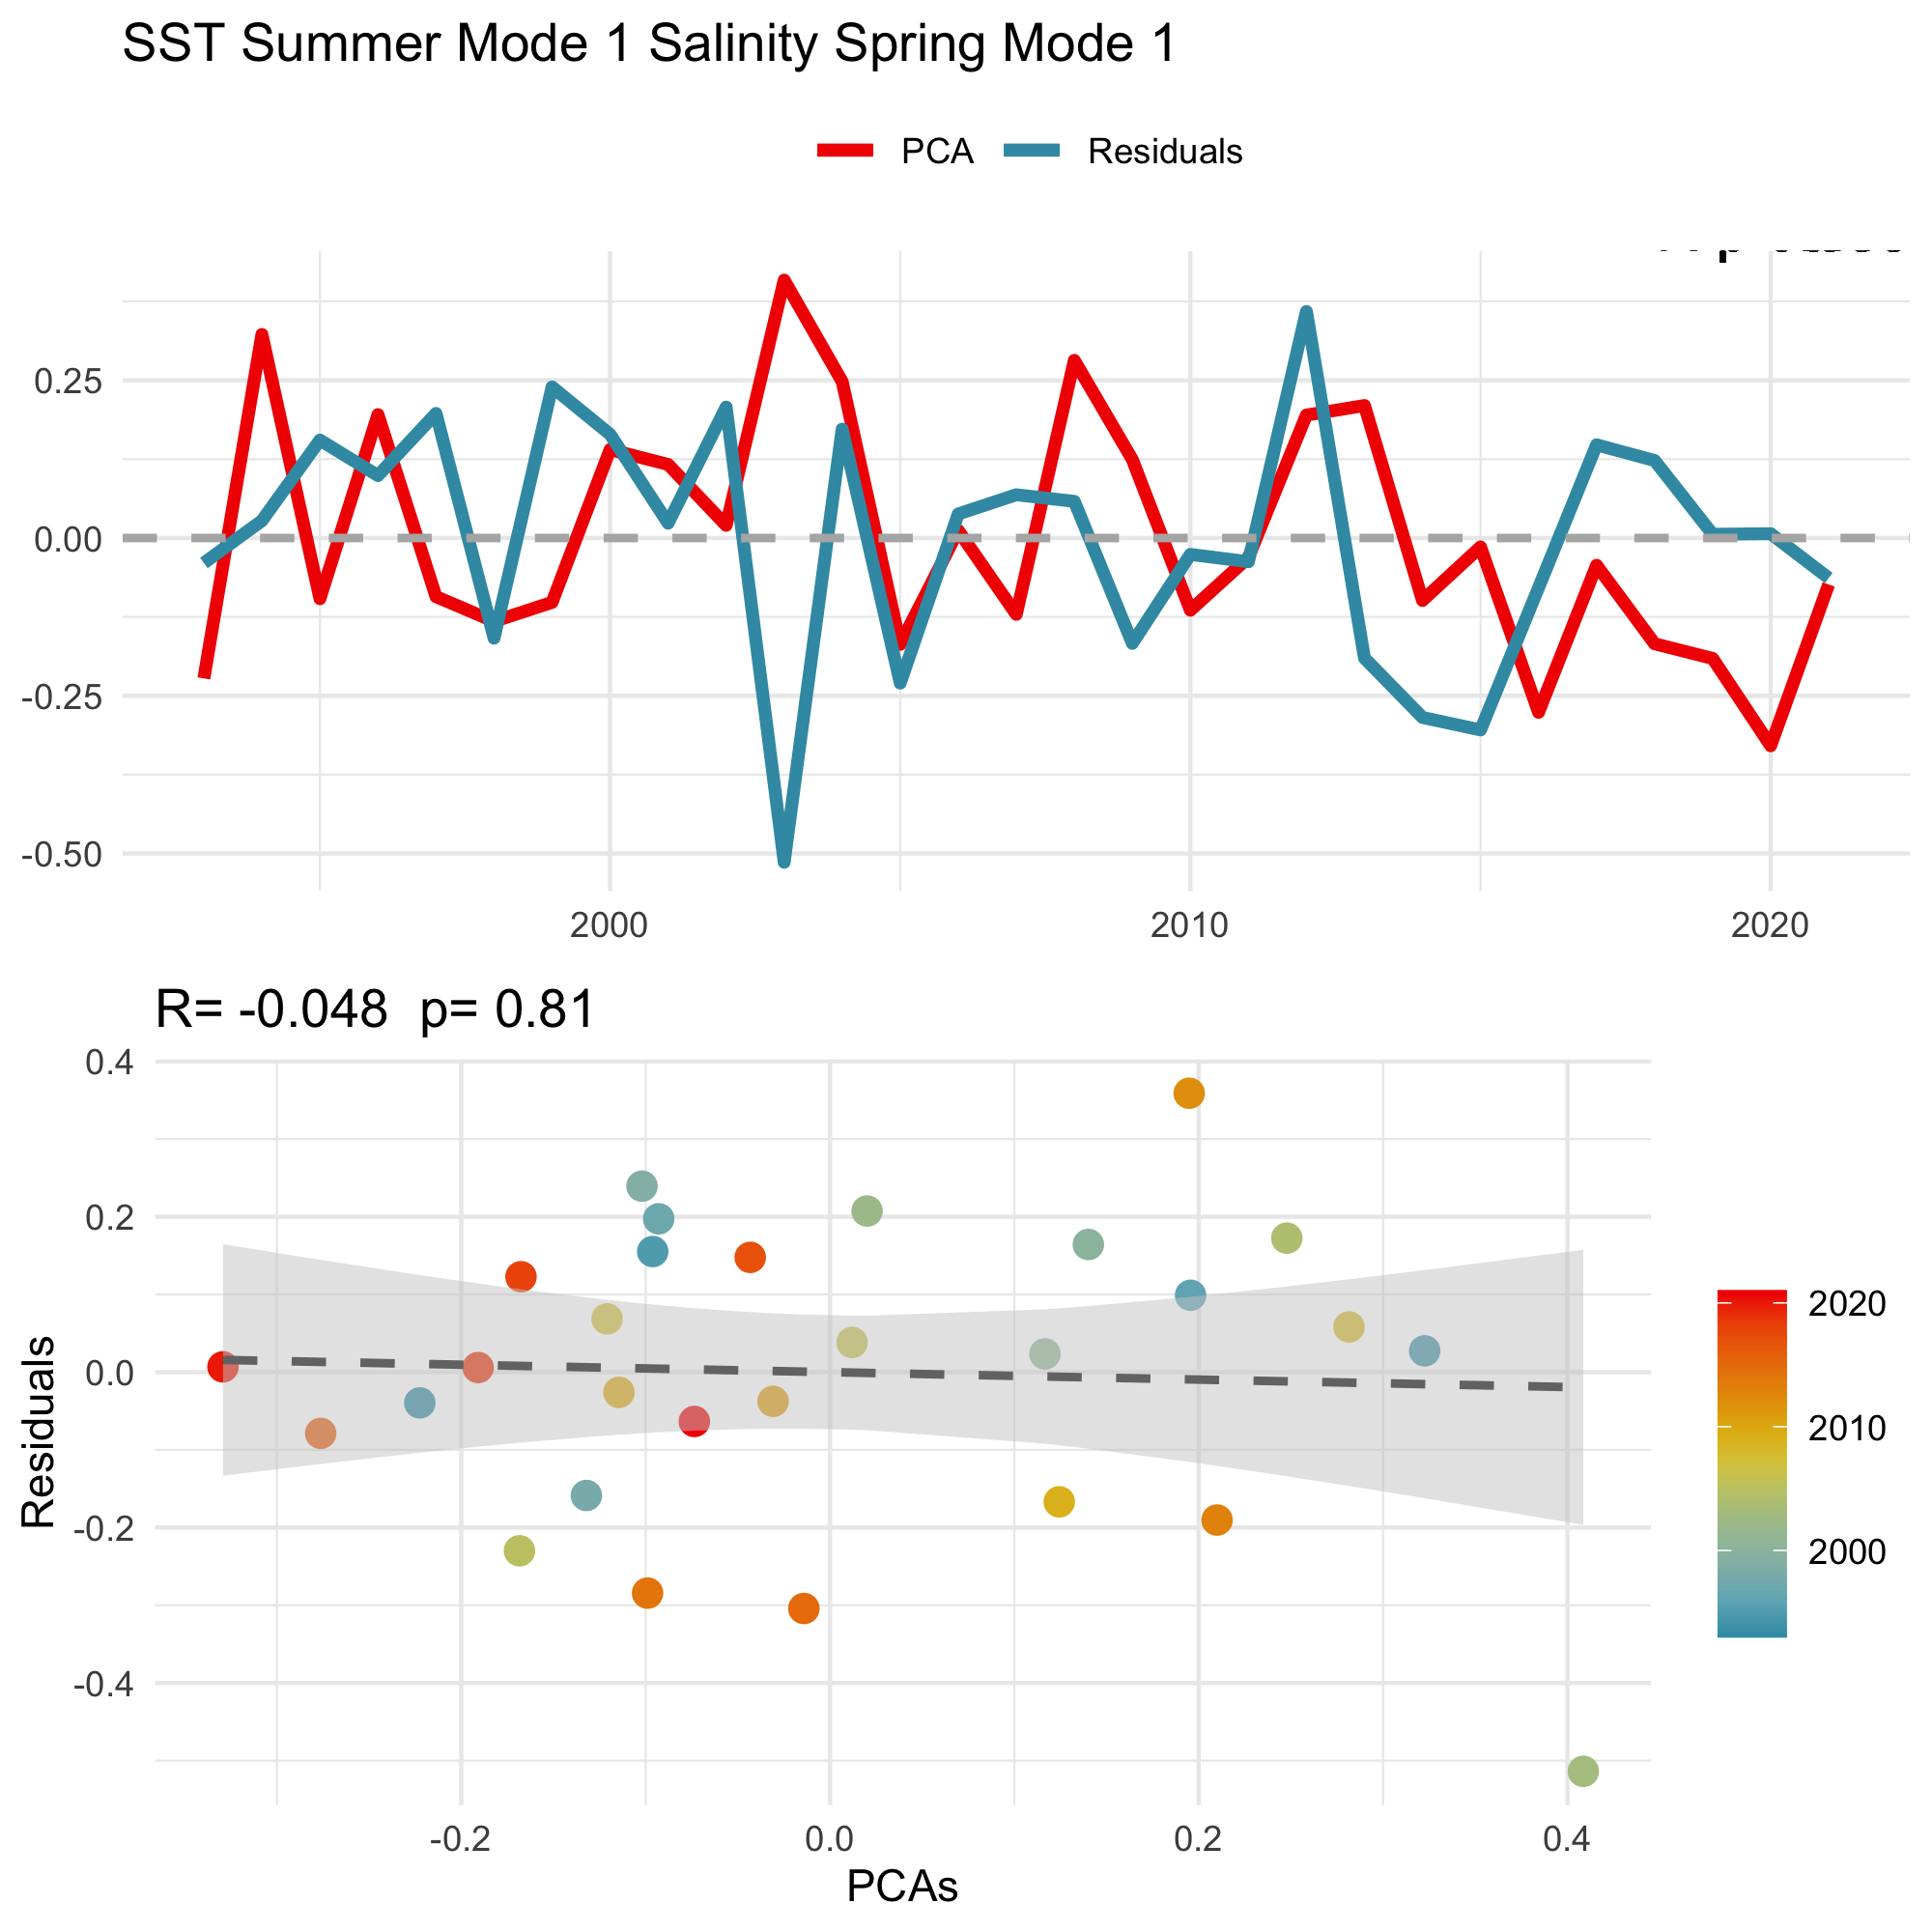 SST Summer Mode 1 Salinity Spring Mode 1
PCA Residuals
0.25
0.00
-0.25
-0.50
2000 2010 2020
R= -0.048 p= 0.81
0.4
0.2
0.0
-0.2
-0.4
Residuals
-0.2 0.0 0.2 0.4
PCAs
2020
2010
2000